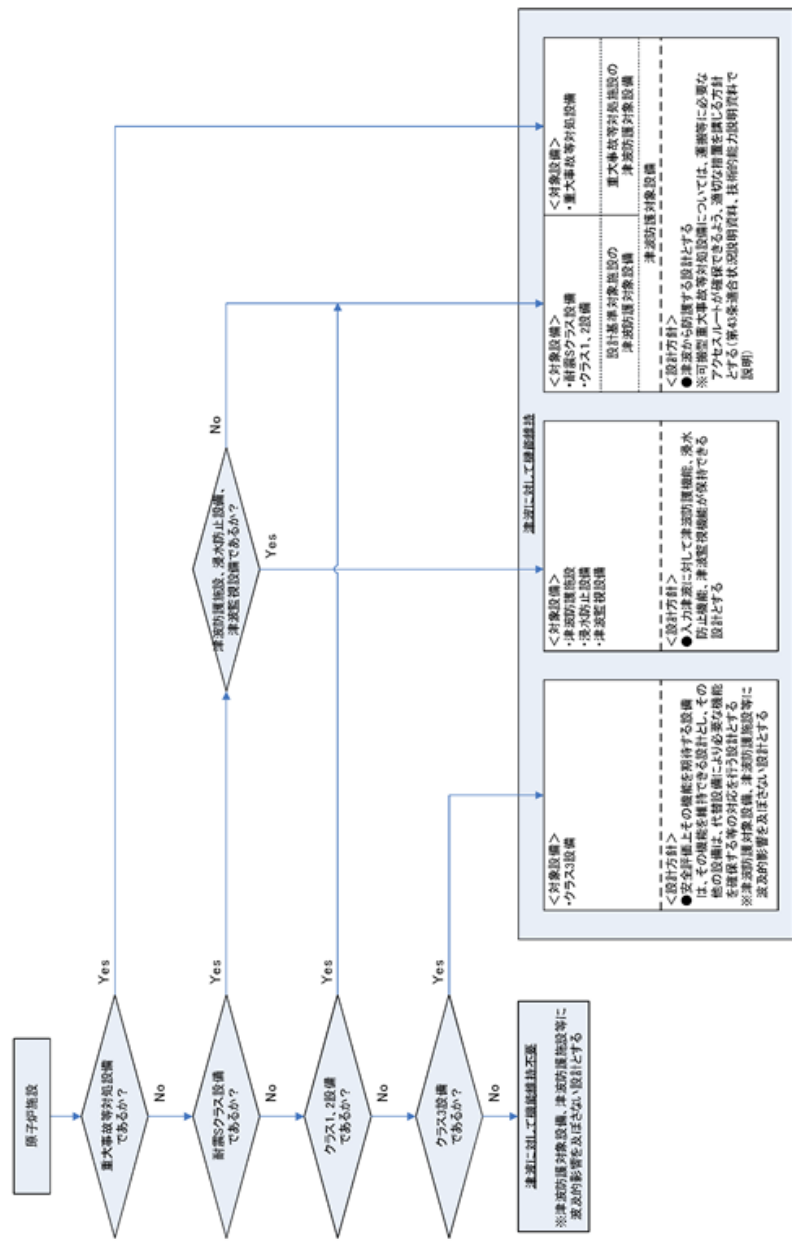 原子炉施設
重大事故等対処設備
であるか？
Yes
No
耐震Sクラス設備
であるか？
Yes
No
津波防護施設、浸水防止設備、
津波監視設備であるか？
No
Yes
クラス1、2設備
であるか？
Yes
No
クラス3設備
であるか？
Yes
No
津波に対して機能維持不要
※津波防護対象設備、津波防護施設等に
波及的影響を及ぼさない設計とする
津波に対して機能維持
＜対象設備＞
・クラス3設備
＜設計方針＞
●安全評価上その機能を期待する設備
は、その機能を維持できる設計とし、その
他の設備は、代替設備により必要な機能
を確保する等の対応を行う設計とする
※津波防護対象設備、津波防護施設等に
波及的影響を及ぼさない設計とする
＜対象設備＞
・津波防護施設
・浸水防止設備
・津波監視設備
＜設計方針＞
●入力津波に対して津波防護機能、浸水
防止機能、津波監視機能が保持できる
設計とする
＜対象設備＞
・耐震Sクラス設備
・クラス1、2設備
設計基準対象施設の
津波防護対象設備
＜対象設備＞
・重大事故等対処設備
重大事故等対処施設の
津波防護対象設備
津波防護対象設備
＜設計方針＞
●津波から防護する設計とする
※可搬型重大事故等対処設備については、運搬等に必要な
アクセスルートが確保できるよう、適切な措置を講じる方針
とする（第43条適合状況説明資料、技術的能力説明資料で
説明）